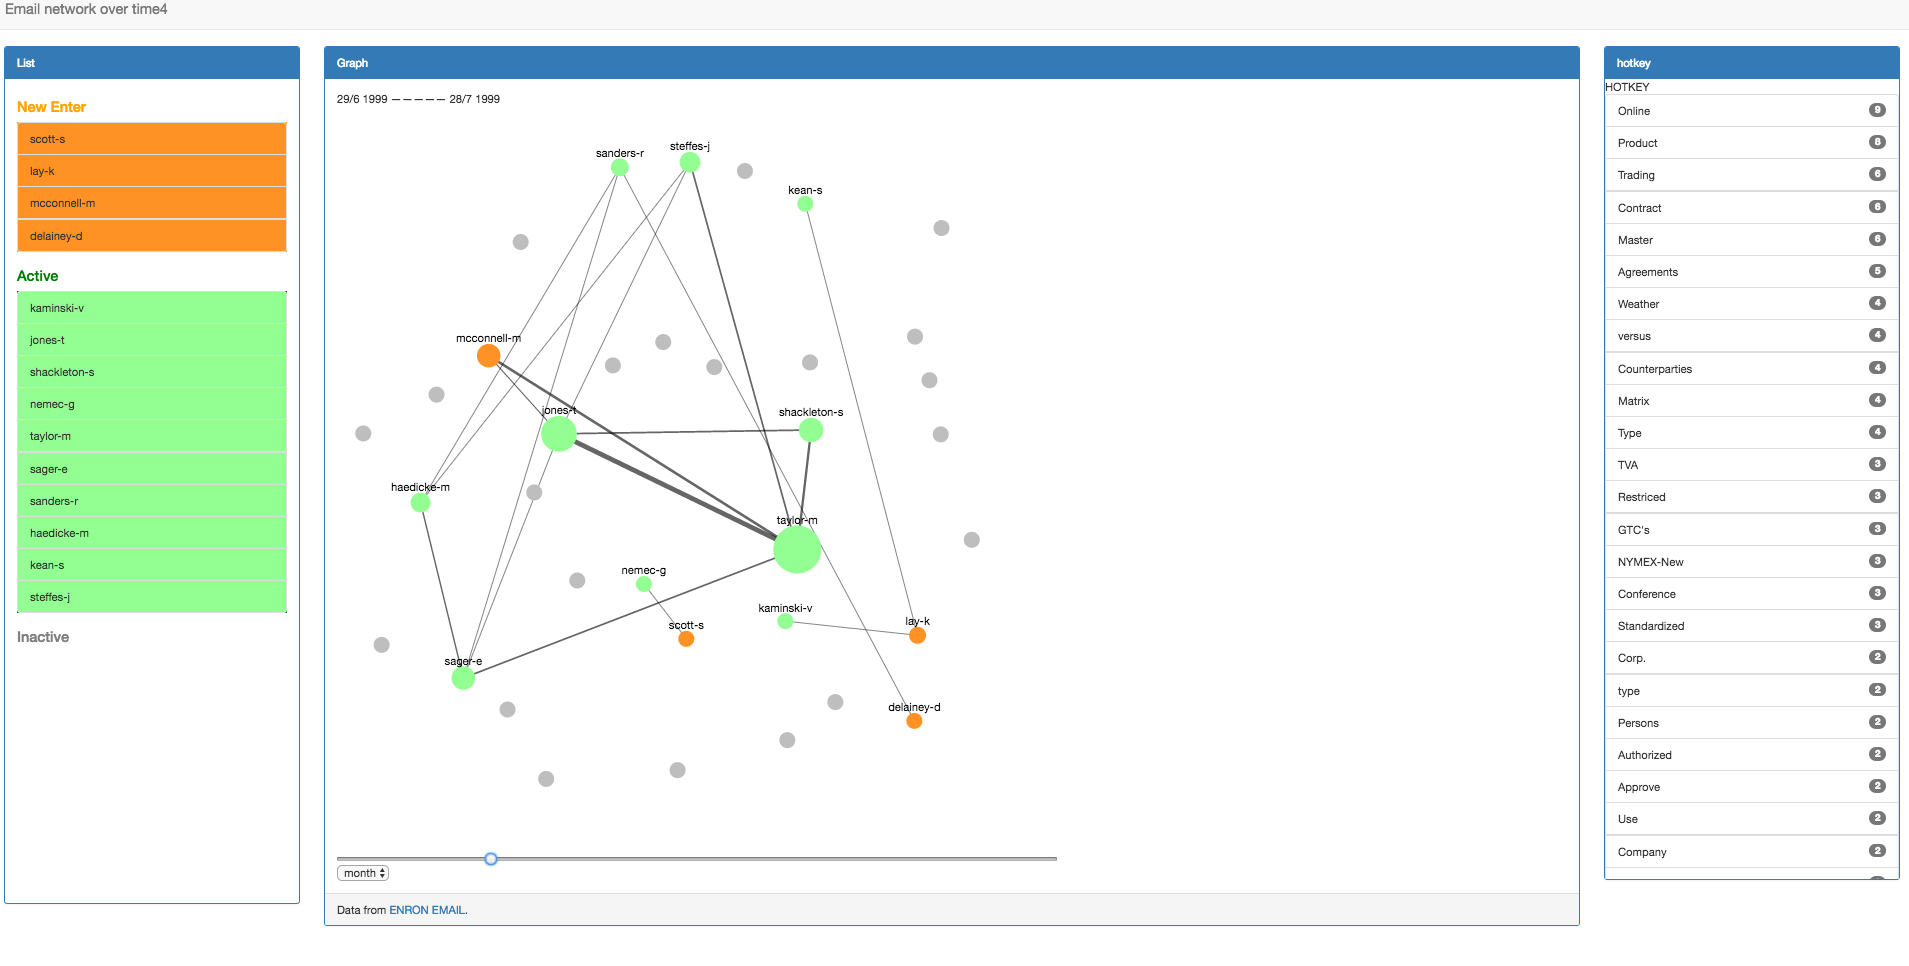 Email network over time4
List
New Enter
scott-s
lay-k
mcconnell-m
delainey-d
Active
kaminski-v
jones-t
shackleton-s
nemec-g
taylor-m
sager-e
sanders-r
haedicke-m
kean-s
steffes-j
Inactive
Graph
29/6 1999 ————— 28/7 1999
sanders-r
steffes-j
kean-s
mcconnell-m
jones-t
shackleton-s
haedicke-m
taylor-m
nemec-g
kaminski-v
scott-s
lay-k
sager-e
delainey-d
month
Data from ENRON EMAIL.
hotkey
HOTKEY
Online 9
Product 8
Trading 6
Contract 6
Master 6
Agreements 5
Weather 4
versus 4
Counterparties 4
Matrix 4
Type 4
TVA 3
Restriced 3
GTC's 3
NYMEX-New 3
Conference 3
Standardized 3
Corp. 2
type 2
Persons 2
Authorized 2
Approve 2
Use 2
Company 2